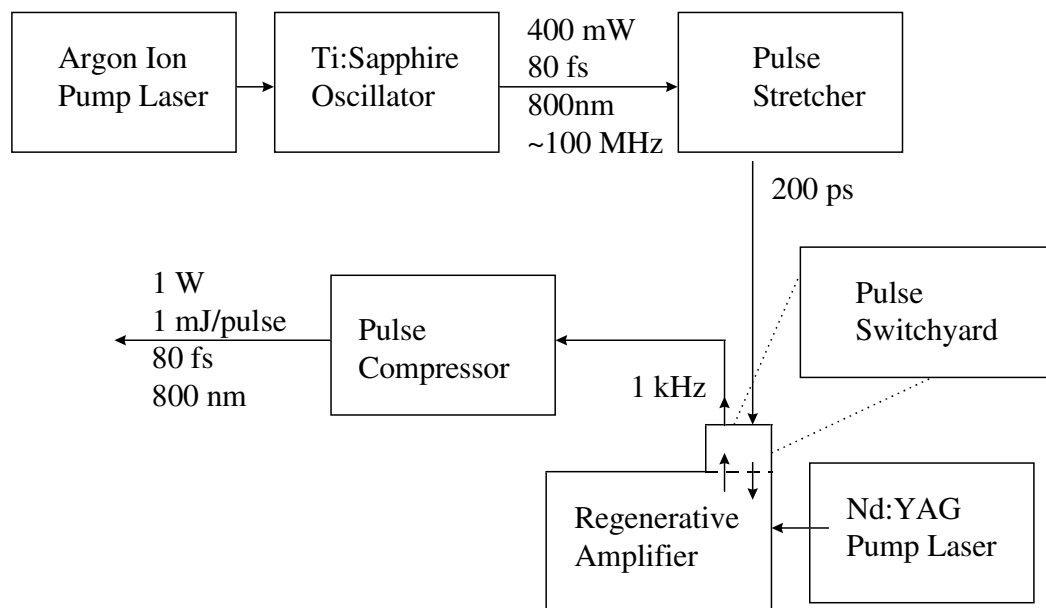 Argon Ion
Pump Laser
Ti:Sapphire
Oscillator
400 mW
80 fs
800nm
~100 MHz
Pulse
Stretcher
200 ps
1 W
1 mJ/pulse
80 fs
800 nm
Pulse
Compressor
1 kHz
Pulse
Switchyard
Regenerative
Amplifier
Nd:YAG
Pump Laser